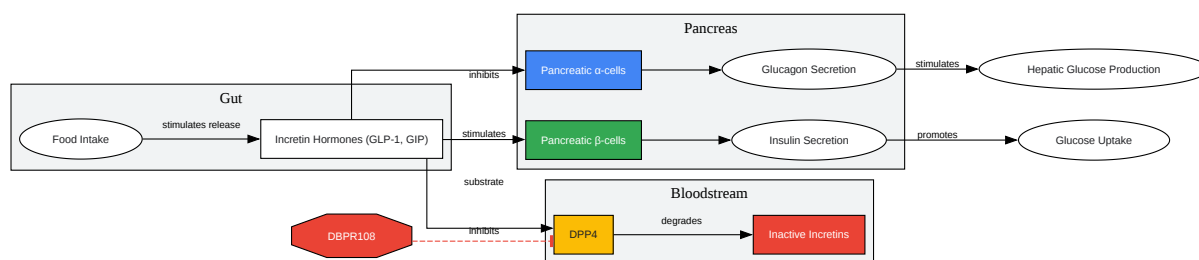 Pancreas
Pancreatic α-cells
Glucagon Secretion
stimulates
Hepatic Glucose Production
inhibits
Gut
Food Intake
stimulates release
Incretin Hormones (GLP-1, GIP)
stimulates
Pancreatic β-cells
Insulin Secretion
promotes
Glucose Uptake
substrate
Bloodstream
DBPR108
inhibits
DPP4
degrades
Inactive Incretins